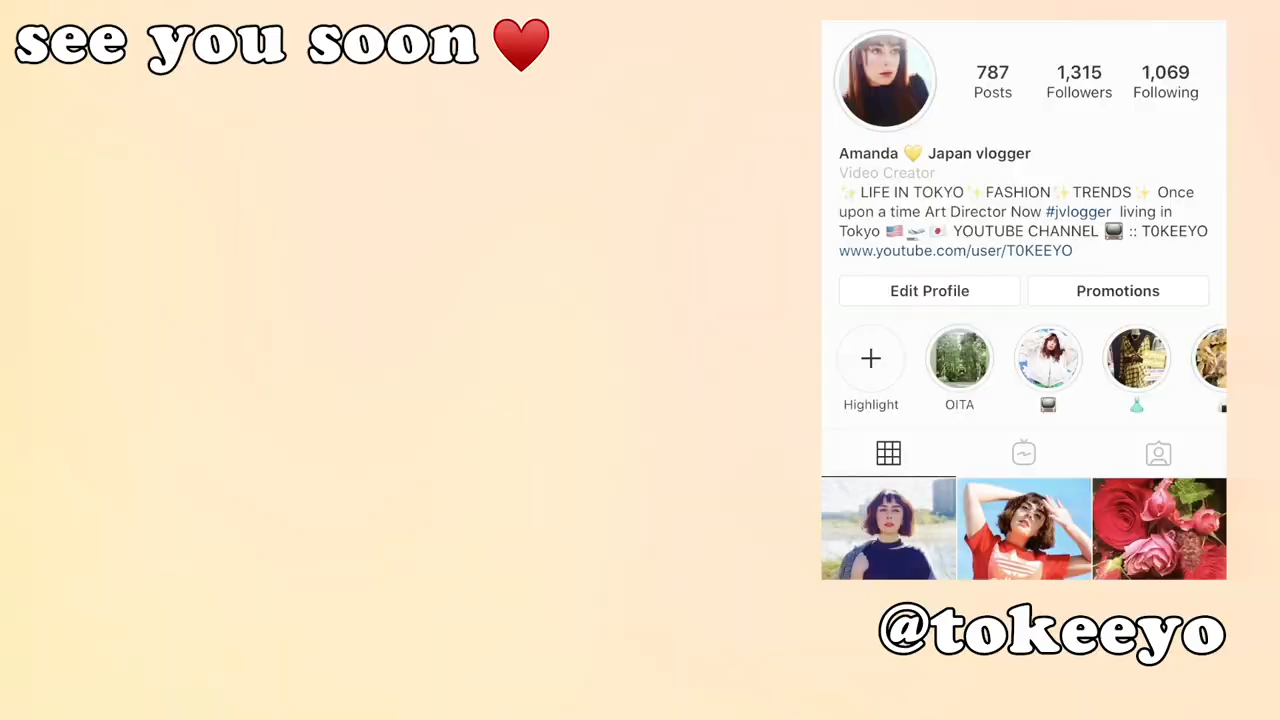 see you soon ❤️
787 1,315 1,069
Posts Followers Following
Amanda 💛 Japan vlogger
Video Creator
✨ LIFE IN TOKYO✨ FASHION✨ TRENDS✨ Once
upon a time Art Director Now #jvlogger living in
Tokyo 🇺🇸🛫🇯🇵 YOUTUBE CHANNEL 📺 :: T0KEEYO
www.youtube.com/user/T0KEEYO
Edit Profile Promotions
Highlight OITA 📺 👗
@tokeeyo